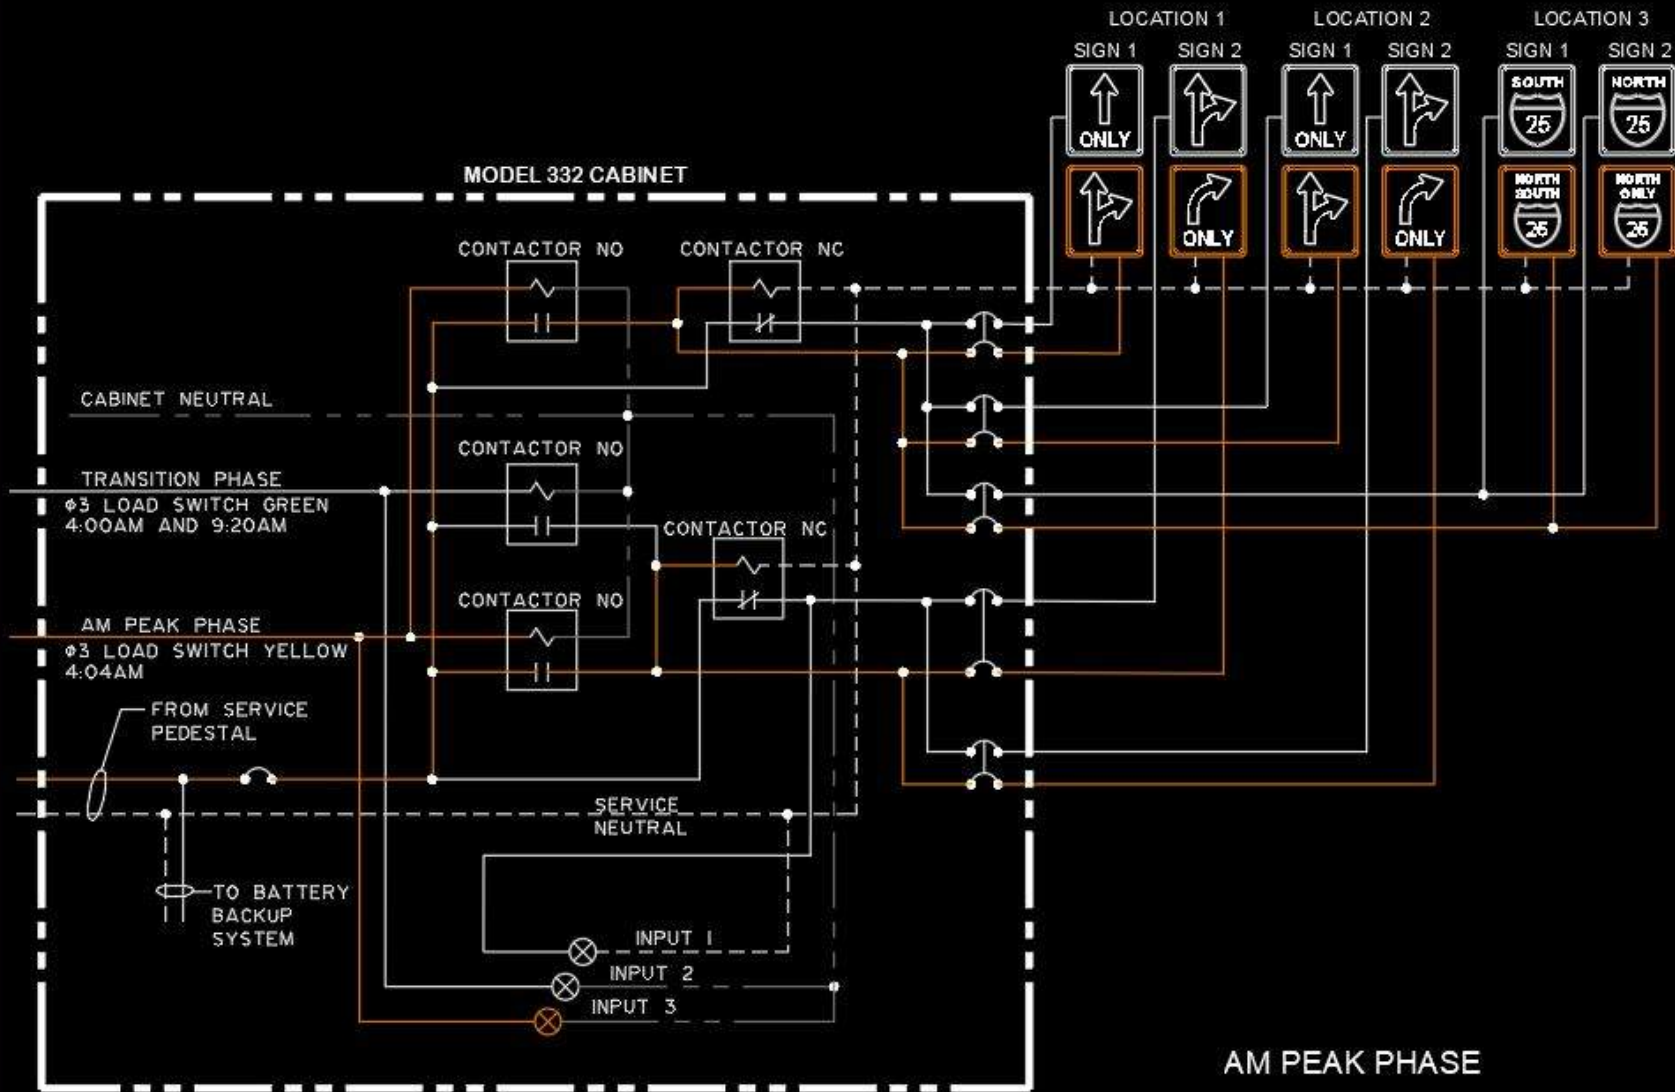 LOCATION 1
LOCATION 2
LOCATION 3
SIGN 1
SIGN 2
SIGN 1
SIGN 2
SIGN 1
SIGN 2
ONLY
ONLY
SOUTH
25
NORTH
25
ONLY
ONLY
NORTH
SOUTH
25
NORTH
ONLY
25
MODEL 332 CABINET
CONTACTOR NO
CONTACTOR NC
CABINET NEUTRAL
CONTACTOR NO
TRANSITION PHASE
φ3 LOAD SWITCH GREEN
4:00AM AND 9:20AM
CONTACTOR NC
CONTACTOR NO
AM PEAK PHASE
φ3 LOAD SWITCH YELLOW
4:04AM
FROM SERVICE
PEDESTAL
SERVICE
NEUTRAL
TO BATTERY
BACKUP
SYSTEM
INPUT 1
INPUT 2
INPUT 3
AM PEAK PHASE